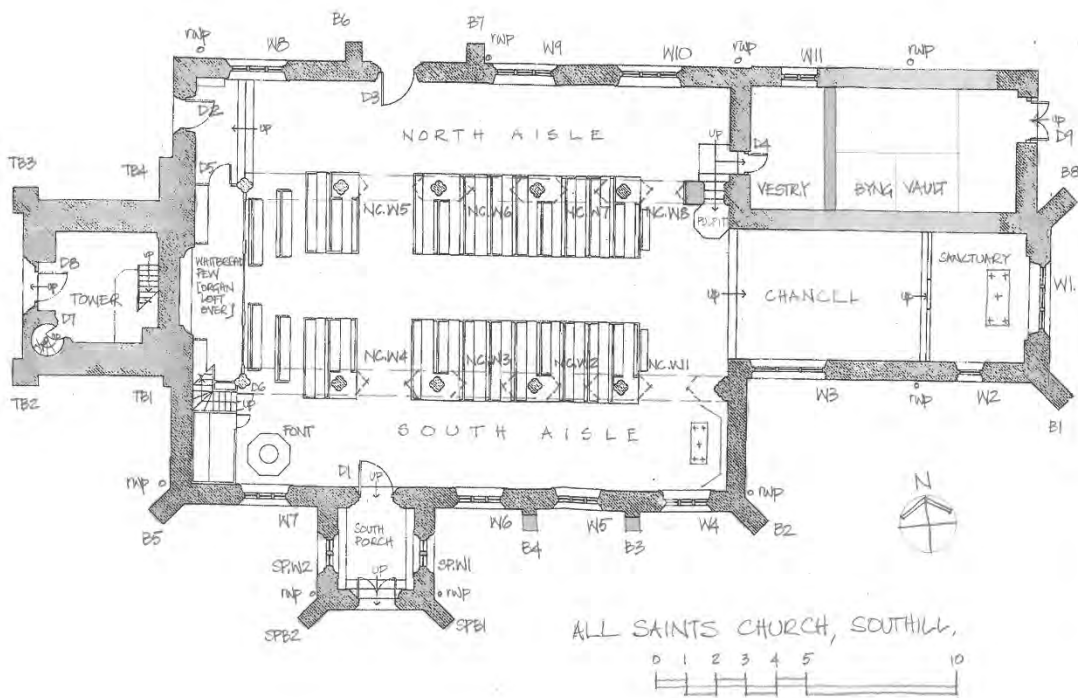 B6
B7
rwp
W8
rwp
W9
W10
rwp
W11
rwp
D2
D3
UP
NORTH AISLE
UP
D4
UP
D9
TB3
TB4
D5
B8
VESTRY
BYNG VAULT
NC.W5
NC.W6
NC.W7
NC.W8
PULPIT
D8
UP
UP
TOWER
WHITBREAD
PEW
[ORGAN
LOFT
OVER]
UP
CHANCEL
UP
SANCTUARY
W1.
D7
UP
NC.W4
NC.W3
NC.W2
NC.W1
TB2
TB1
D6
UP
W3
rwp
W2
B1
FONT
SOUTH AISLE
D1
UP
rwp
rwp
N
B5
W7
W6
W5
W4
B2
B4
B3
SOUTH
PORCH
SP.W2
UP
SP.W1
rwp
rwp
SPB2
SPB1
ALL SAINTS CHURCH, SOUTHILL.
0 1 2 3 4 5 10